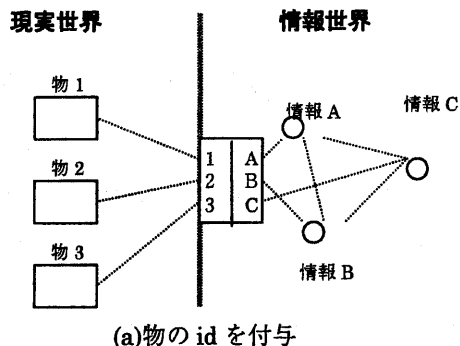 現実世界
情報世界
物 1
物 2
物 3
1 A
2 B
3 C
情報 A
情報 C
情報 B
(a)物の id を付与